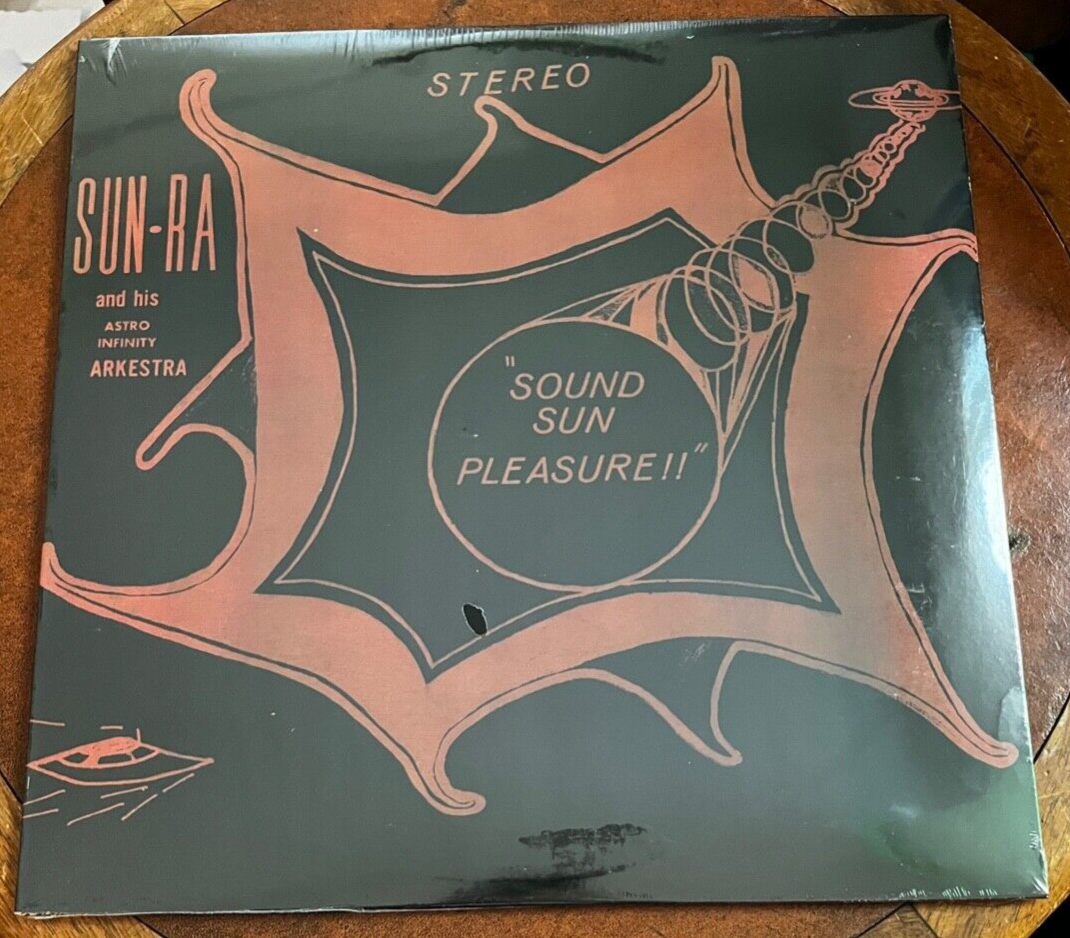 STEREO
SUN-RA
and his
ASTRO
INFINITY
ARKESTRA
"SOUND
SUN
PLEASURE!!"